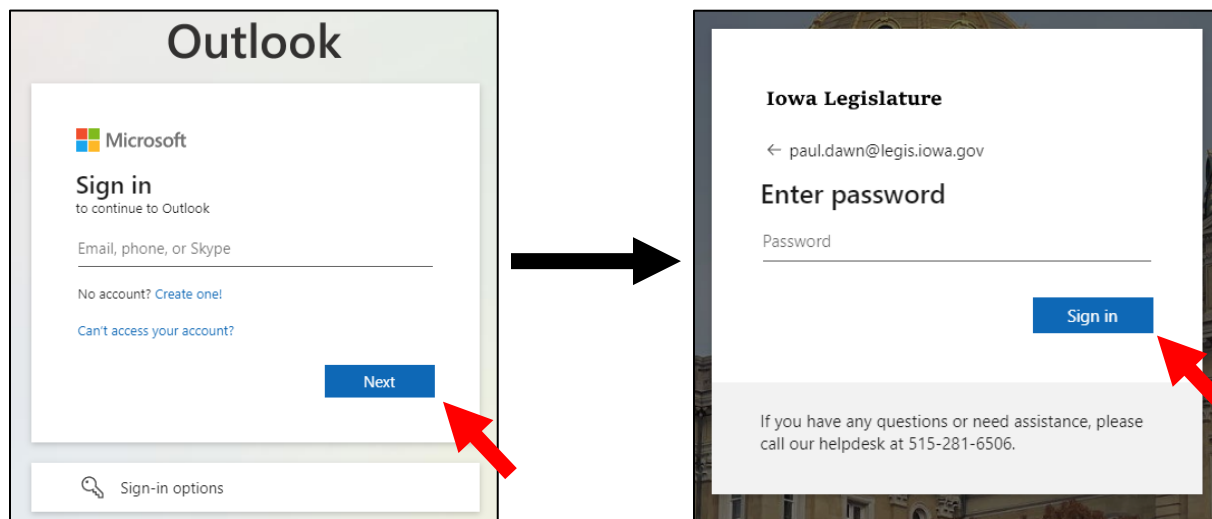 Outlook
Microsoft
Sign in
to continue to Outlook
Email, phone, or Skype
No account? Create one!
Can't access your account?
Next
Sign-in options
Iowa Legislature
← paul.dawn@legis.iowa.gov
Enter password
Password
Sign in
If you have any questions or need assistance, please
call our helpdesk at 515-281-6506.